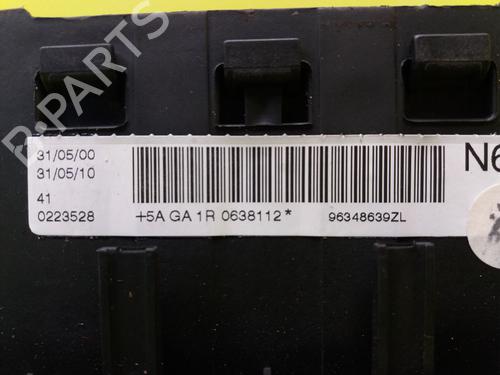 B-PARTS
31/05/00
31/05/10
41
0223528
+5A GA 1R 0638112*
96348639ZL
N6